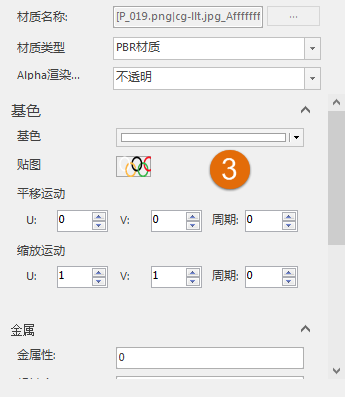 材质名称: [P_019.png|cg-llt.jpg_Afffffff ...
材质类型 PBR材质
Alpha渲染... 不透明
基色
基色
贴图 3
平移运动
U: 0 V: 0 周期: 0
缩放运动
U: 1 V: 1 周期: 0
金属
金属性: 0